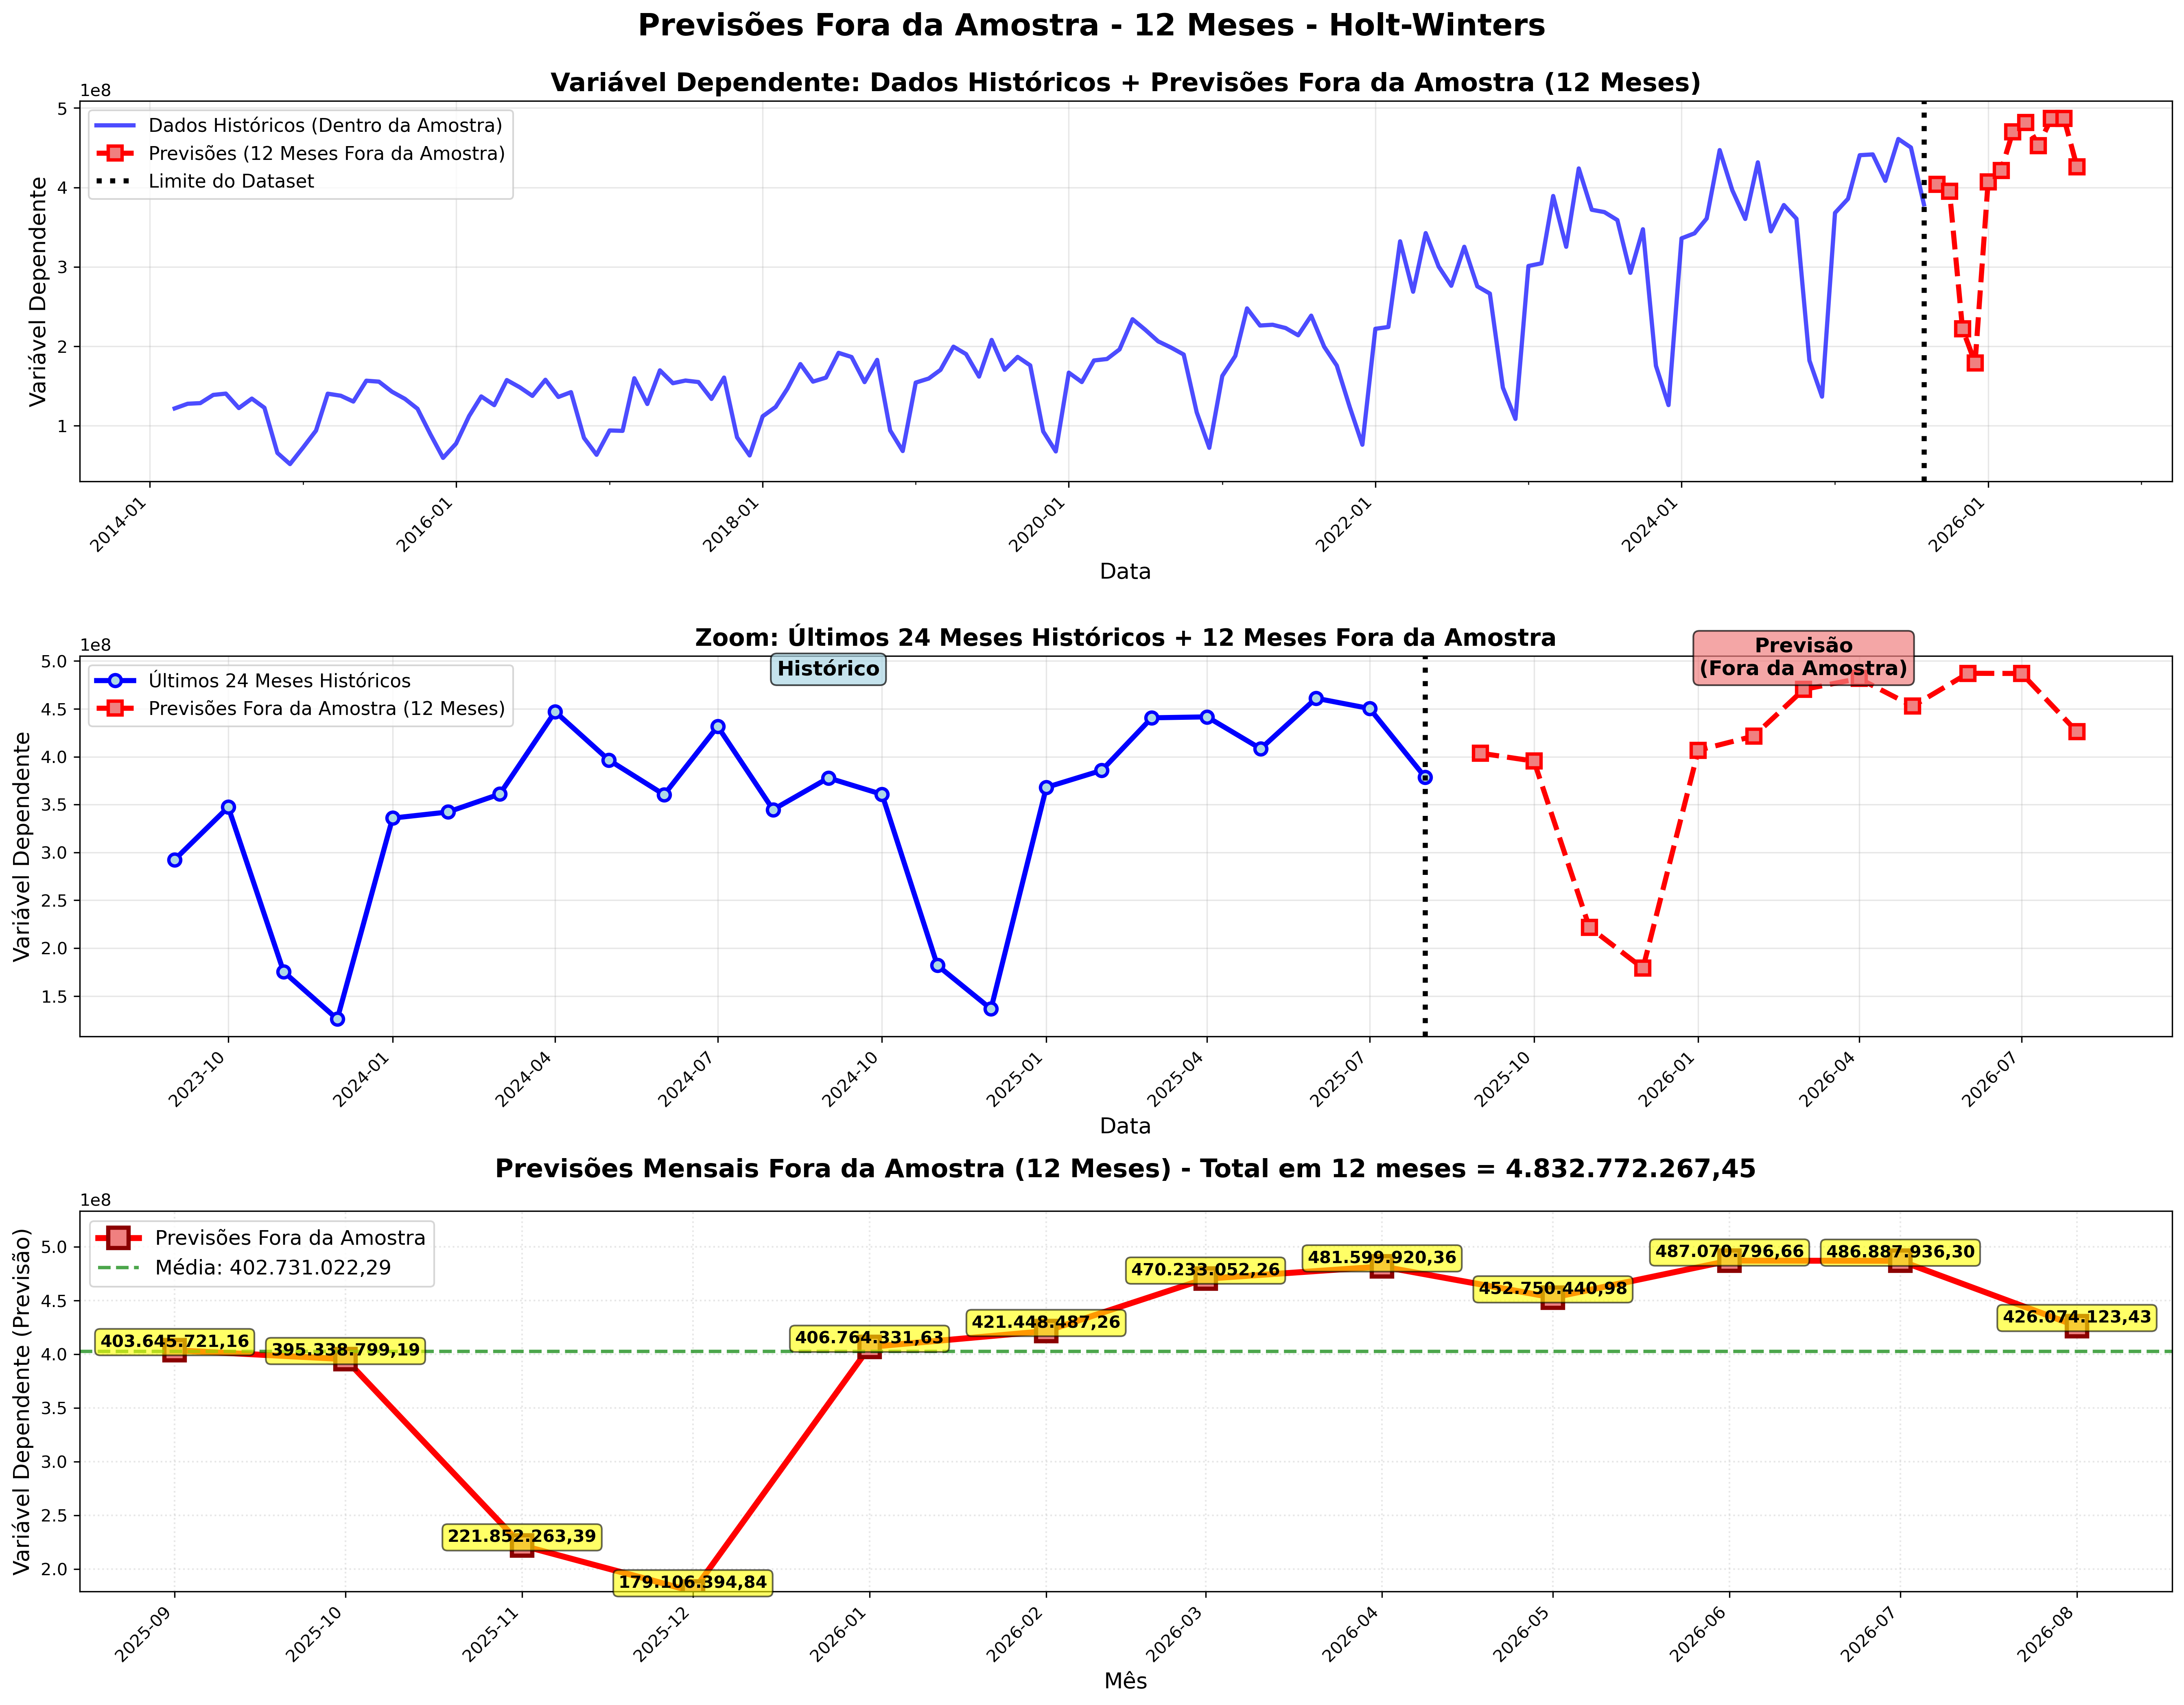 Previsões Fora da Amostra - 12 Meses - Holt-Winters
Variável Dependente: Dados Históricos + Previsões Fora da Amostra (12 Meses)
1e8
Dados Históricos (Dentro da Amostra)
Previsões (12 Meses Fora da Amostra)
Limite do Dataset
Variável Dependente
5
4
3
2
1
2014-01
2016-01
2018-01
2020-01
2022-01
2024-01
2026-01
Data
Zoom: Últimos 24 Meses Históricos + 12 Meses Fora da Amostra
1e8
Últimos 24 Meses Históricos
Previsões Fora da Amostra (12 Meses)
Histórico
Previsão
(Fora da Amostra)
Variável Dependente
5.0
4.5
4.0
3.5
3.0
2.5
2.0
1.5
2023-10
2024-01
2024-04
2024-07
2024-10
2025-01
2025-04
2025-07
2025-10
2026-01
2026-04
2026-07
Data
Previsões Mensais Fora da Amostra (12 Meses) - Total em 12 meses = 4.832.772.267,45
1e8
Previsões Fora da Amostra
Média: 402.731.022,29
Variável Dependente (Previsão)
5.0
4.5
4.0
3.5
3.0
2.5
2.0
403.645.721,16
395.338.799,19
221.852.263,39
179.106.394,84
406.764.331,63
421.448.487,26
470.233.052,26
481.599.920,36
452.750.440,98
487.070.796,66
486.887.936,30
426.074.123,43
2025-09
2025-10
2025-11
2025-12
2026-01
2026-02
2026-03
2026-04
2026-05
2026-06
2026-07
2026-08
Mês